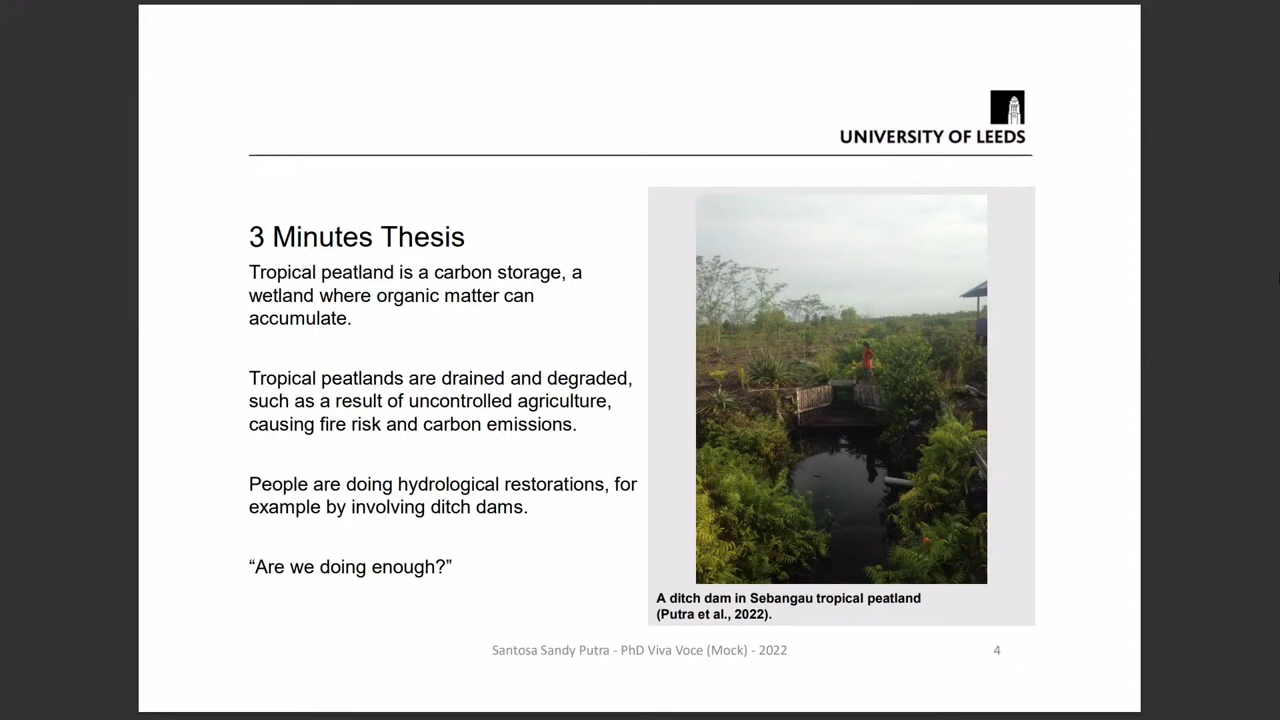 UNIVERSITY OF LEEDS
3 Minutes Thesis
Tropical peatland is a carbon storage, a
wetland where organic matter can
accumulate.
Tropical peatlands are drained and degraded,
such as a result of uncontrolled agriculture,
causing fire risk and carbon emissions.
People are doing hydrological restorations, for
example by involving ditch dams.
“Are we doing enough?”
A ditch dam in Sebangau tropical peatland
(Putra et al., 2022).
Santosa Sandy Putra - PhD Viva Voce (Mock) - 2022
4